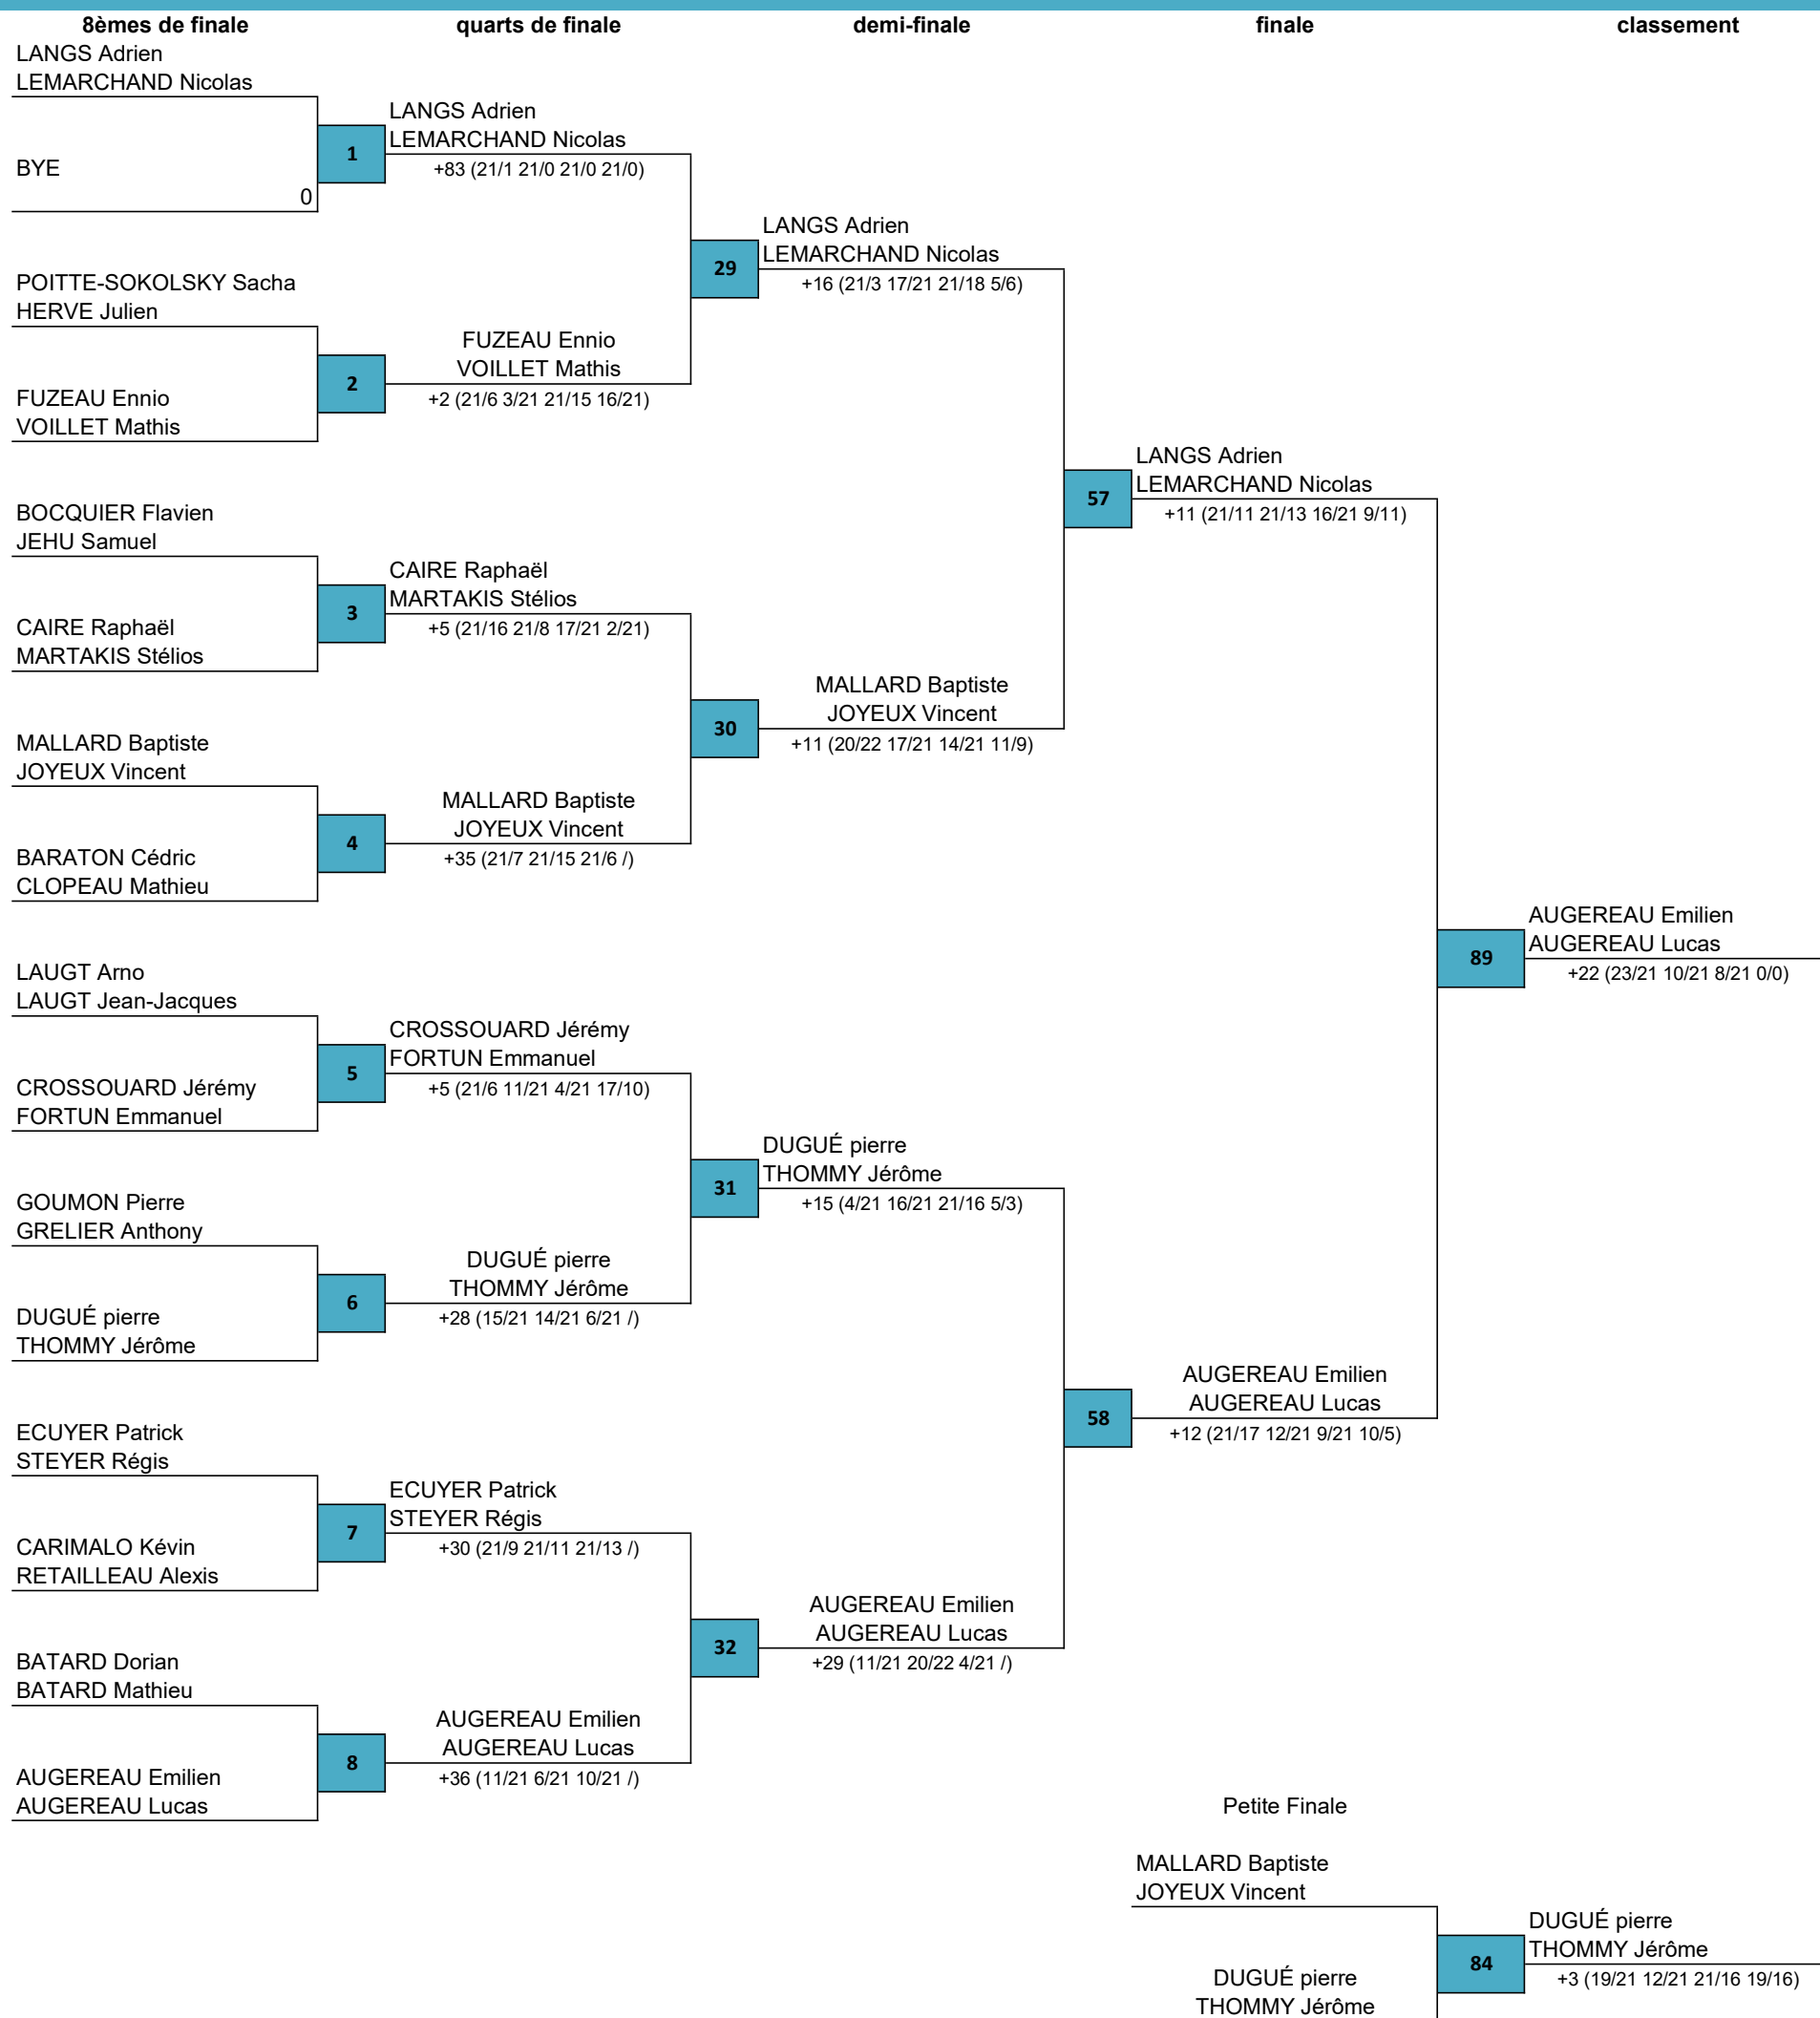 8èmes de finale
quarts de finale
demi-finale
finale
classement
LANGS Adrien
LEMARCHAND Nicolas
BYE
0
1
LANGS Adrien
LEMARCHAND Nicolas
+83 (21/1 21/0 21/0 21/0)
POITTE-SOKOLSKY Sacha
HERVE Julien
FUZEAU Ennio
VOILLET Mathis
2
FUZEAU Ennio
VOILLET Mathis
+2 (21/6 3/21 21/15 16/21)
29
LANGS Adrien
LEMARCHAND Nicolas
+16 (21/3 17/21 21/18 5/6)
BOCQUIER Flavien
JEHU Samuel
CAIRE Raphaël
MARTAKIS Stélios
3
CAIRE Raphaël
MARTAKIS Stélios
+5 (21/16 21/8 17/21 2/21)
MALLARD Baptiste
JOYEUX Vincent
BARATON Cédric
CLOPEAU Mathieu
4
MALLARD Baptiste
JOYEUX Vincent
+35 (21/7 21/15 21/6 /)
30
MALLARD Baptiste
JOYEUX Vincent
+11 (20/22 17/21 14/21 11/9)
57
LANGS Adrien
LEMARCHAND Nicolas
+11 (21/11 21/13 16/21 9/11)
LAUGT Arno
LAUGT Jean-Jacques
CROSSOUARD Jérémy
FORTUN Emmanuel
5
CROSSOUARD Jérémy
FORTUN Emmanuel
+5 (21/6 11/21 4/21 17/10)
GOUMON Pierre
GRELIER Anthony
DUGUÉ pierre
THOMMY Jérôme
6
DUGUÉ pierre
THOMMY Jérôme
+28 (15/21 14/21 6/21 /)
31
DUGUÉ pierre
THOMMY Jérôme
+15 (4/21 16/21 21/16 5/3)
ECUYER Patrick
STEYER Régis
CARIMALO Kévin
RETAILLEAU Alexis
7
ECUYER Patrick
STEYER Régis
+30 (21/9 21/11 21/13 /)
BATARD Dorian
BATARD Mathieu
AUGEREAU Emilien
AUGEREAU Lucas
8
AUGEREAU Emilien
AUGEREAU Lucas
+36 (11/21 6/21 10/21 /)
32
AUGEREAU Emilien
AUGEREAU Lucas
+29 (11/21 20/22 4/21 /)
58
AUGEREAU Emilien
AUGEREAU Lucas
+12 (21/17 12/21 9/21 10/5)
89
AUGEREAU Emilien
AUGEREAU Lucas
+22 (23/21 10/21 8/21 0/0)
Petite Finale
MALLARD Baptiste
JOYEUX Vincent
DUGUÉ pierre
THOMMY Jérôme
84
DUGUÉ pierre
THOMMY Jérôme
+3 (19/21 12/21 21/16 19/16)